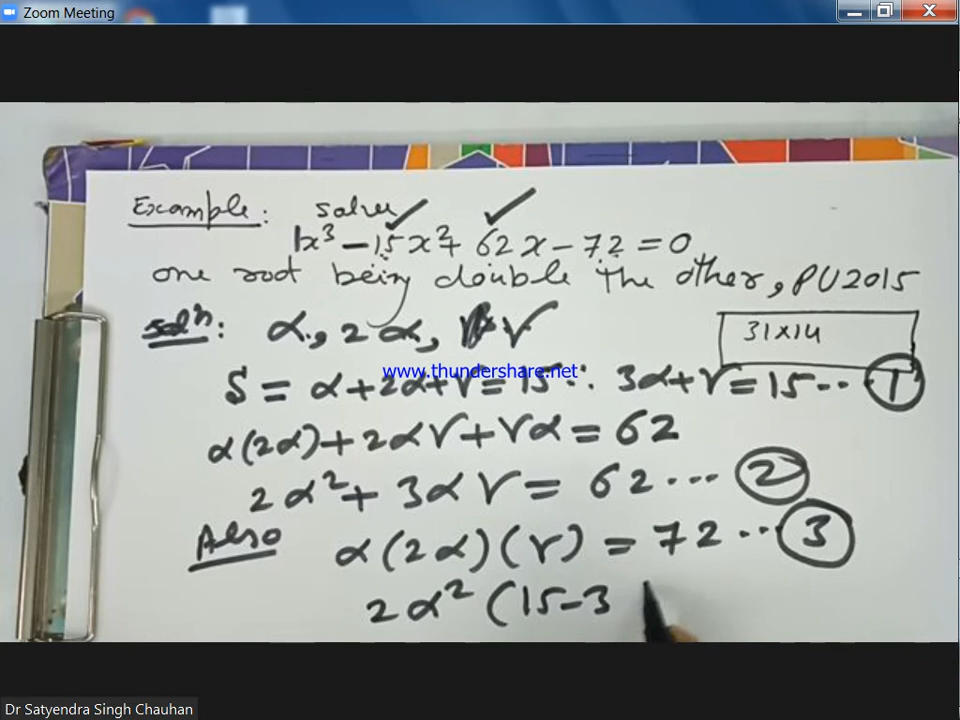 Zoom Meeting
Example: solve
1x³ - 15x² + 62x - 72 = 0
one root being double the other, PU2015
solⁿ: α, 2α, γ
31×14
www.thundershare.net
S = α + 2α + γ = 15 ∴ 3α + γ = 15 ... ①
α(2α) + 2αγ + γα = 62
2α² + 3αγ = 62 ... ②
Also α(2α)(γ) = 72 ... ③
2α² (15-3
Dr Satyendra Singh Chauhan